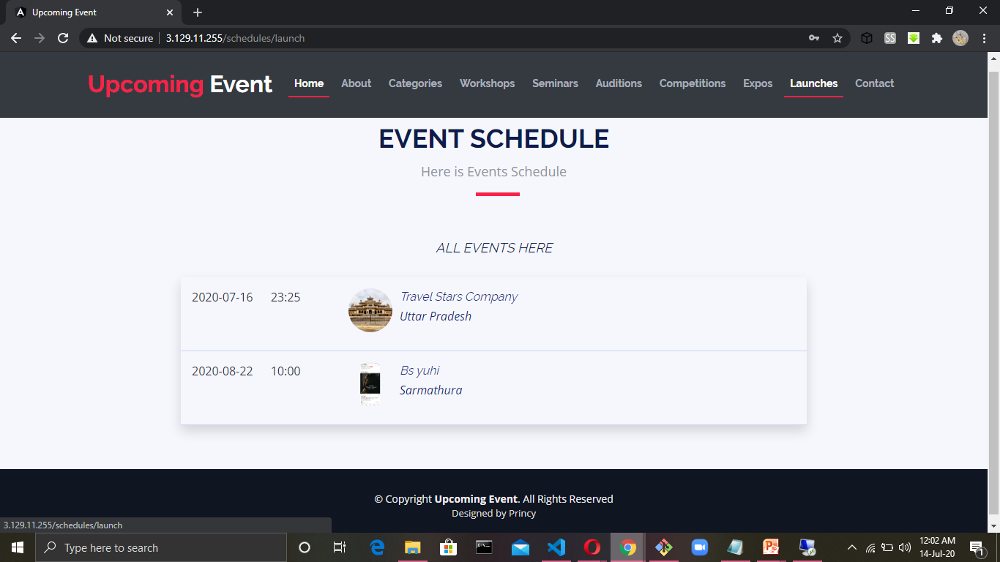 Upcoming Event
Not secure
3.129.11.255/schedules/launch
SS
Upcoming Event
Home
About
Categories
Workshops
Seminars
Auditions
Competitions
Expos
Launches
Contact
EVENT SCHEDULE
Here is Events Schedule
ALL EVENTS HERE
2020-07-16 23:25 Travel Stars Company
Uttar Pradesh
2020-08-22 10:00 Bs yuhi
Sarmathura
© Copyright Upcoming Event. All Rights Reserved
Designed by Princy
3.129.11.255/schedules/launch
Type here to search
12:02 AM
14-Jul-20
1